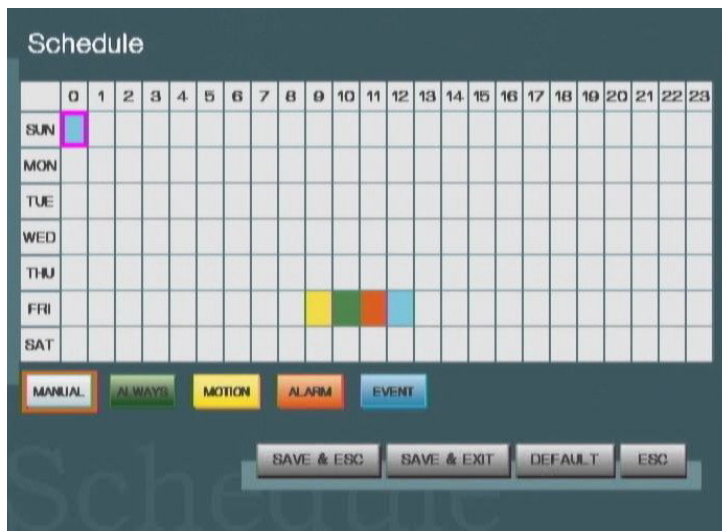 Schedule
0 1 2 3 4 5 6 7 8 9 10 11 12 13 14 15 16 17 18 19 20 21 22 23
SUN
MON
TUE
WED
THU
FRI
SAT
MANUAL ALWAYS MOTION ALARM EVENT
SAVE & ESC SAVE & EXIT DEFAULT ESC
Schedule